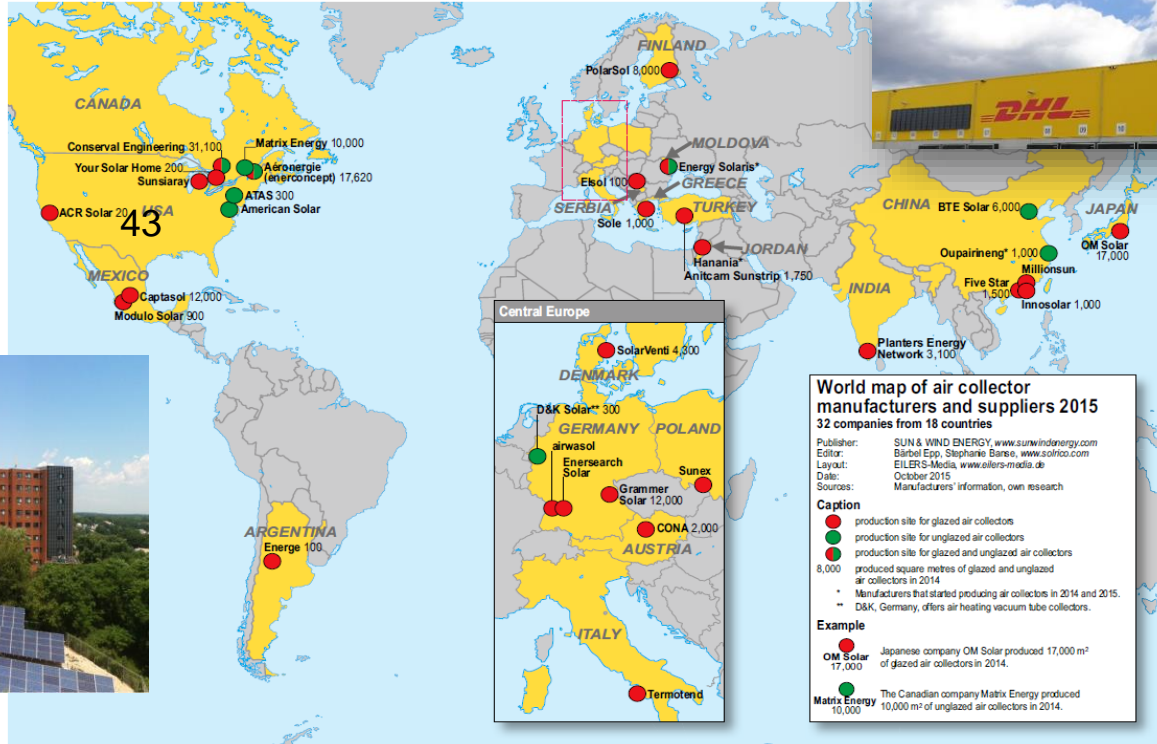 FINLAND
PolarSol 8,000
CANADA
Conserval Engineering 31,100
Matrix Energy 10,000
Your Solar Home 200
Aéronergie
(enerconcept) 17,620
Sunsiaray
ATAS 300
American Solar
ACR Solar 20
USA
43
MEXICO
Captasol 12,000
Modulo Solar 900
MOLDOVA
Energy Solaris*
Elsol 100
GREECE
SERBIA
TURKEY
Sole 1,000
JORDAN
Hanania*
Anitcam Sunstrip 1,750
DHL
08
09
10
CHINA
BTE Solar 6,000
JAPAN
OM Solar
17,000
Oupairineng* 1,000
Millionsun
Five Star
1,500
Innosolar 1,000
INDIA
Planters Energy
Network 3,100
ARGENTINA
Energe 100
Central Europe
SolarVenti 4,300
DENMARK
D&K Solar** 300
GERMANY
POLAND
airwasol
Enersearch
Solar
Sunex
Grammer
Solar 12,000
CONA 2,000
AUSTRIA
ITALY
Termotend
World map of air collector
manufacturers and suppliers 2015
32 companies from 18 countries
Publisher: SUN & WIND ENERGY, www.sunwindenergy.com
Editor: Bärbel Epp, Stephanie Banse, www.solrico.com
Layout: EILERS-Media, www.eilers-media.de
Date: October 2015
Sources: Manufacturers' information, own research
Caption
production site for glazed air collectors
production site for unglazed air collectors
production site for glazed and unglazed air collectors
8,000 produced square metres of glazed and unglazed
air collectors in 2014
* Manufacturers that started producing air collectors in 2014 and 2015.
** D&K, Germany, offers air heating vacuum tube collectors.
Example
OM Solar
17,000
Japanese company OM Solar produced 17,000 m²
of glazed air collectors in 2014.
Matrix Energy
10,000
The Canadian company Matrix Energy produced
10,000 m² of unglazed air collectors in 2014.